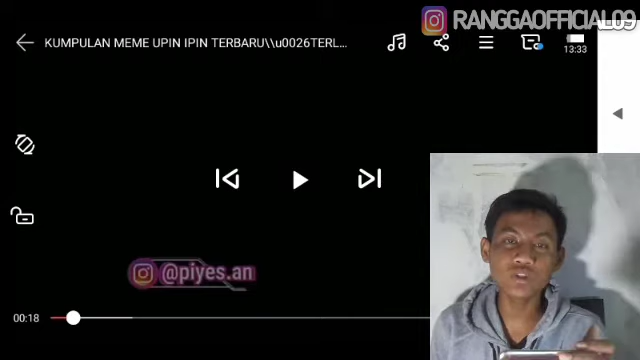 RANGGAOFFICIAL09
KUMPULAN MEME UPIN IPIN TERBARU\\u0026TERL...
13:33
@piyes.an
00:18